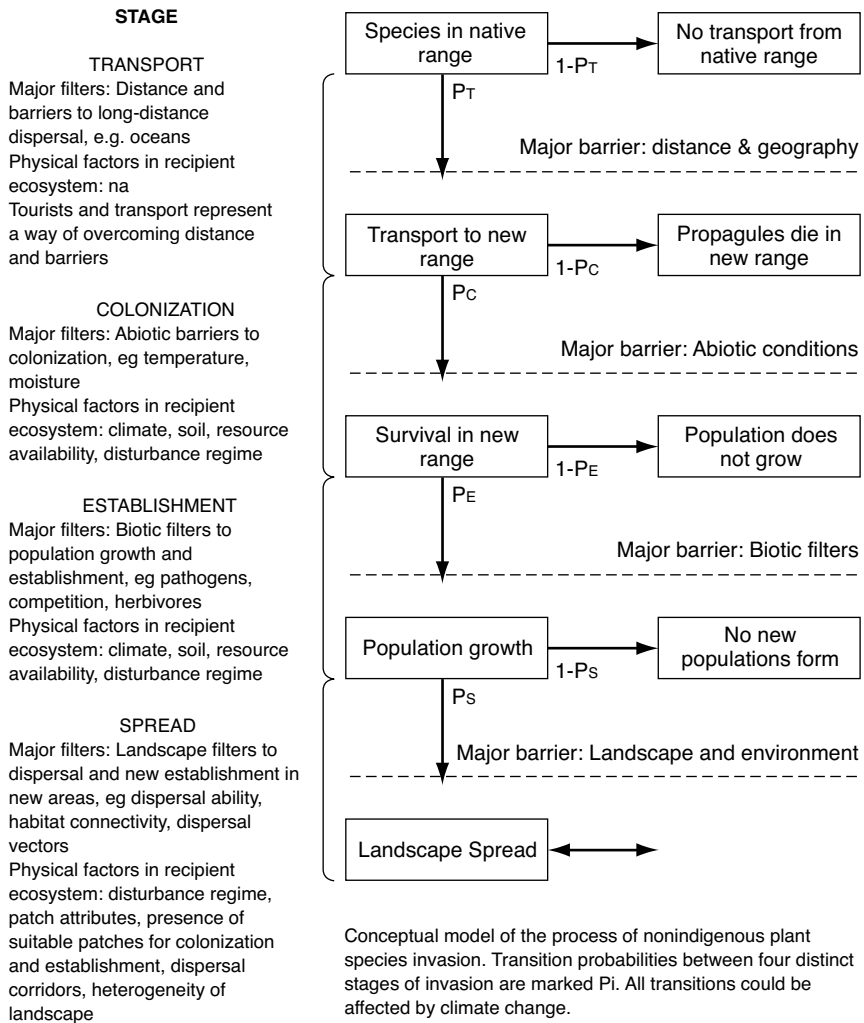 STAGE
TRANSPORT
Major filters: Distance and
barriers to long-distance
dispersal, e.g. oceans
Physical factors in recipient
ecosystem: na
Tourists and transport represent
a way of overcoming distance
and barriers
COLONIZATION
Major filters: Abiotic barriers to
colonization, eg temperature,
moisture
Physical factors in recipient
ecosystem: climate, soil, resource
availability, disturbance regime
ESTABLISHMENT
Major filters: Biotic filters to
population growth and
establishment, eg pathogens,
competition, herbivores
Physical factors in recipient
ecosystem: climate, soil, resource
availability, disturbance regime
SPREAD
Major filters: Landscape filters to
dispersal and new establishment in
new areas, eg dispersal ability,
habitat connectivity, dispersal
vectors
Physical factors in recipient
ecosystem: disturbance regime,
patch attributes, presence of
suitable patches for colonization
and establishment, dispersal
corridors, heterogeneity of
landscape
Species in native
range
1-PT
No transport from
native range
PT
Major barrier: distance & geography
Transport to new
range
1-PC
Propagules die in
new range
PC
Major barrier: Abiotic conditions
Survival in new
range
1-PE
Population does
not grow
PE
Major barrier: Biotic filters
Population growth
1-PS
No new
populations form
PS
Major barrier: Landscape and environment
Landscape Spread
Conceptual model of the process of nonindigenous plant
species invasion. Transition probabilities between four distinct
stages of invasion are marked Pi. All transitions could be
affected by climate change.